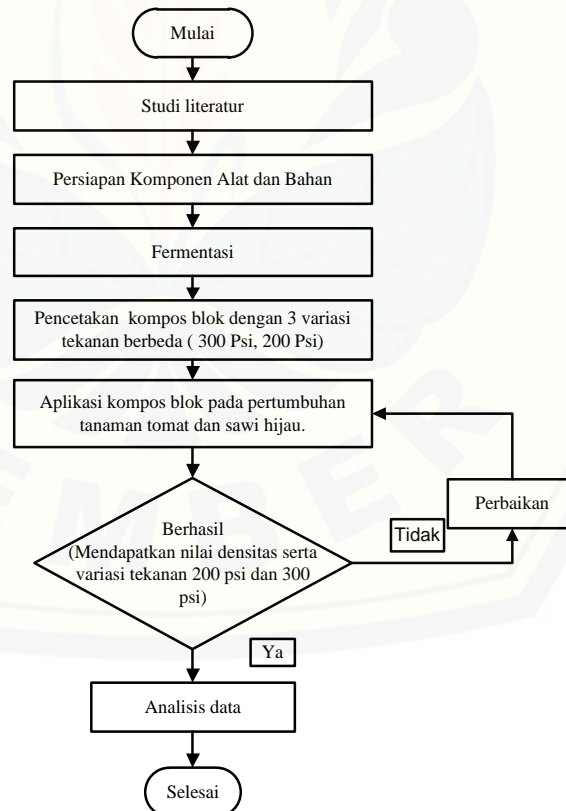 Mulai
Studi literatur
Persiapan Komponen Alat dan Bahan
Fermentasi
Pencetakan kompos blok dengan 3 variasi
tekanan berbeda ( 300 Psi, 200 Psi)
Aplikasi kompos blok pada pertumbuhan
tanaman tomat dan sawi hijau.
Berhasil
(Mendapatkan nilai densitas serta
variasi tekanan 200 psi dan 300
psi)
Tidak
Perbaikan
Ya
Analisis data
Selesai
EMBER